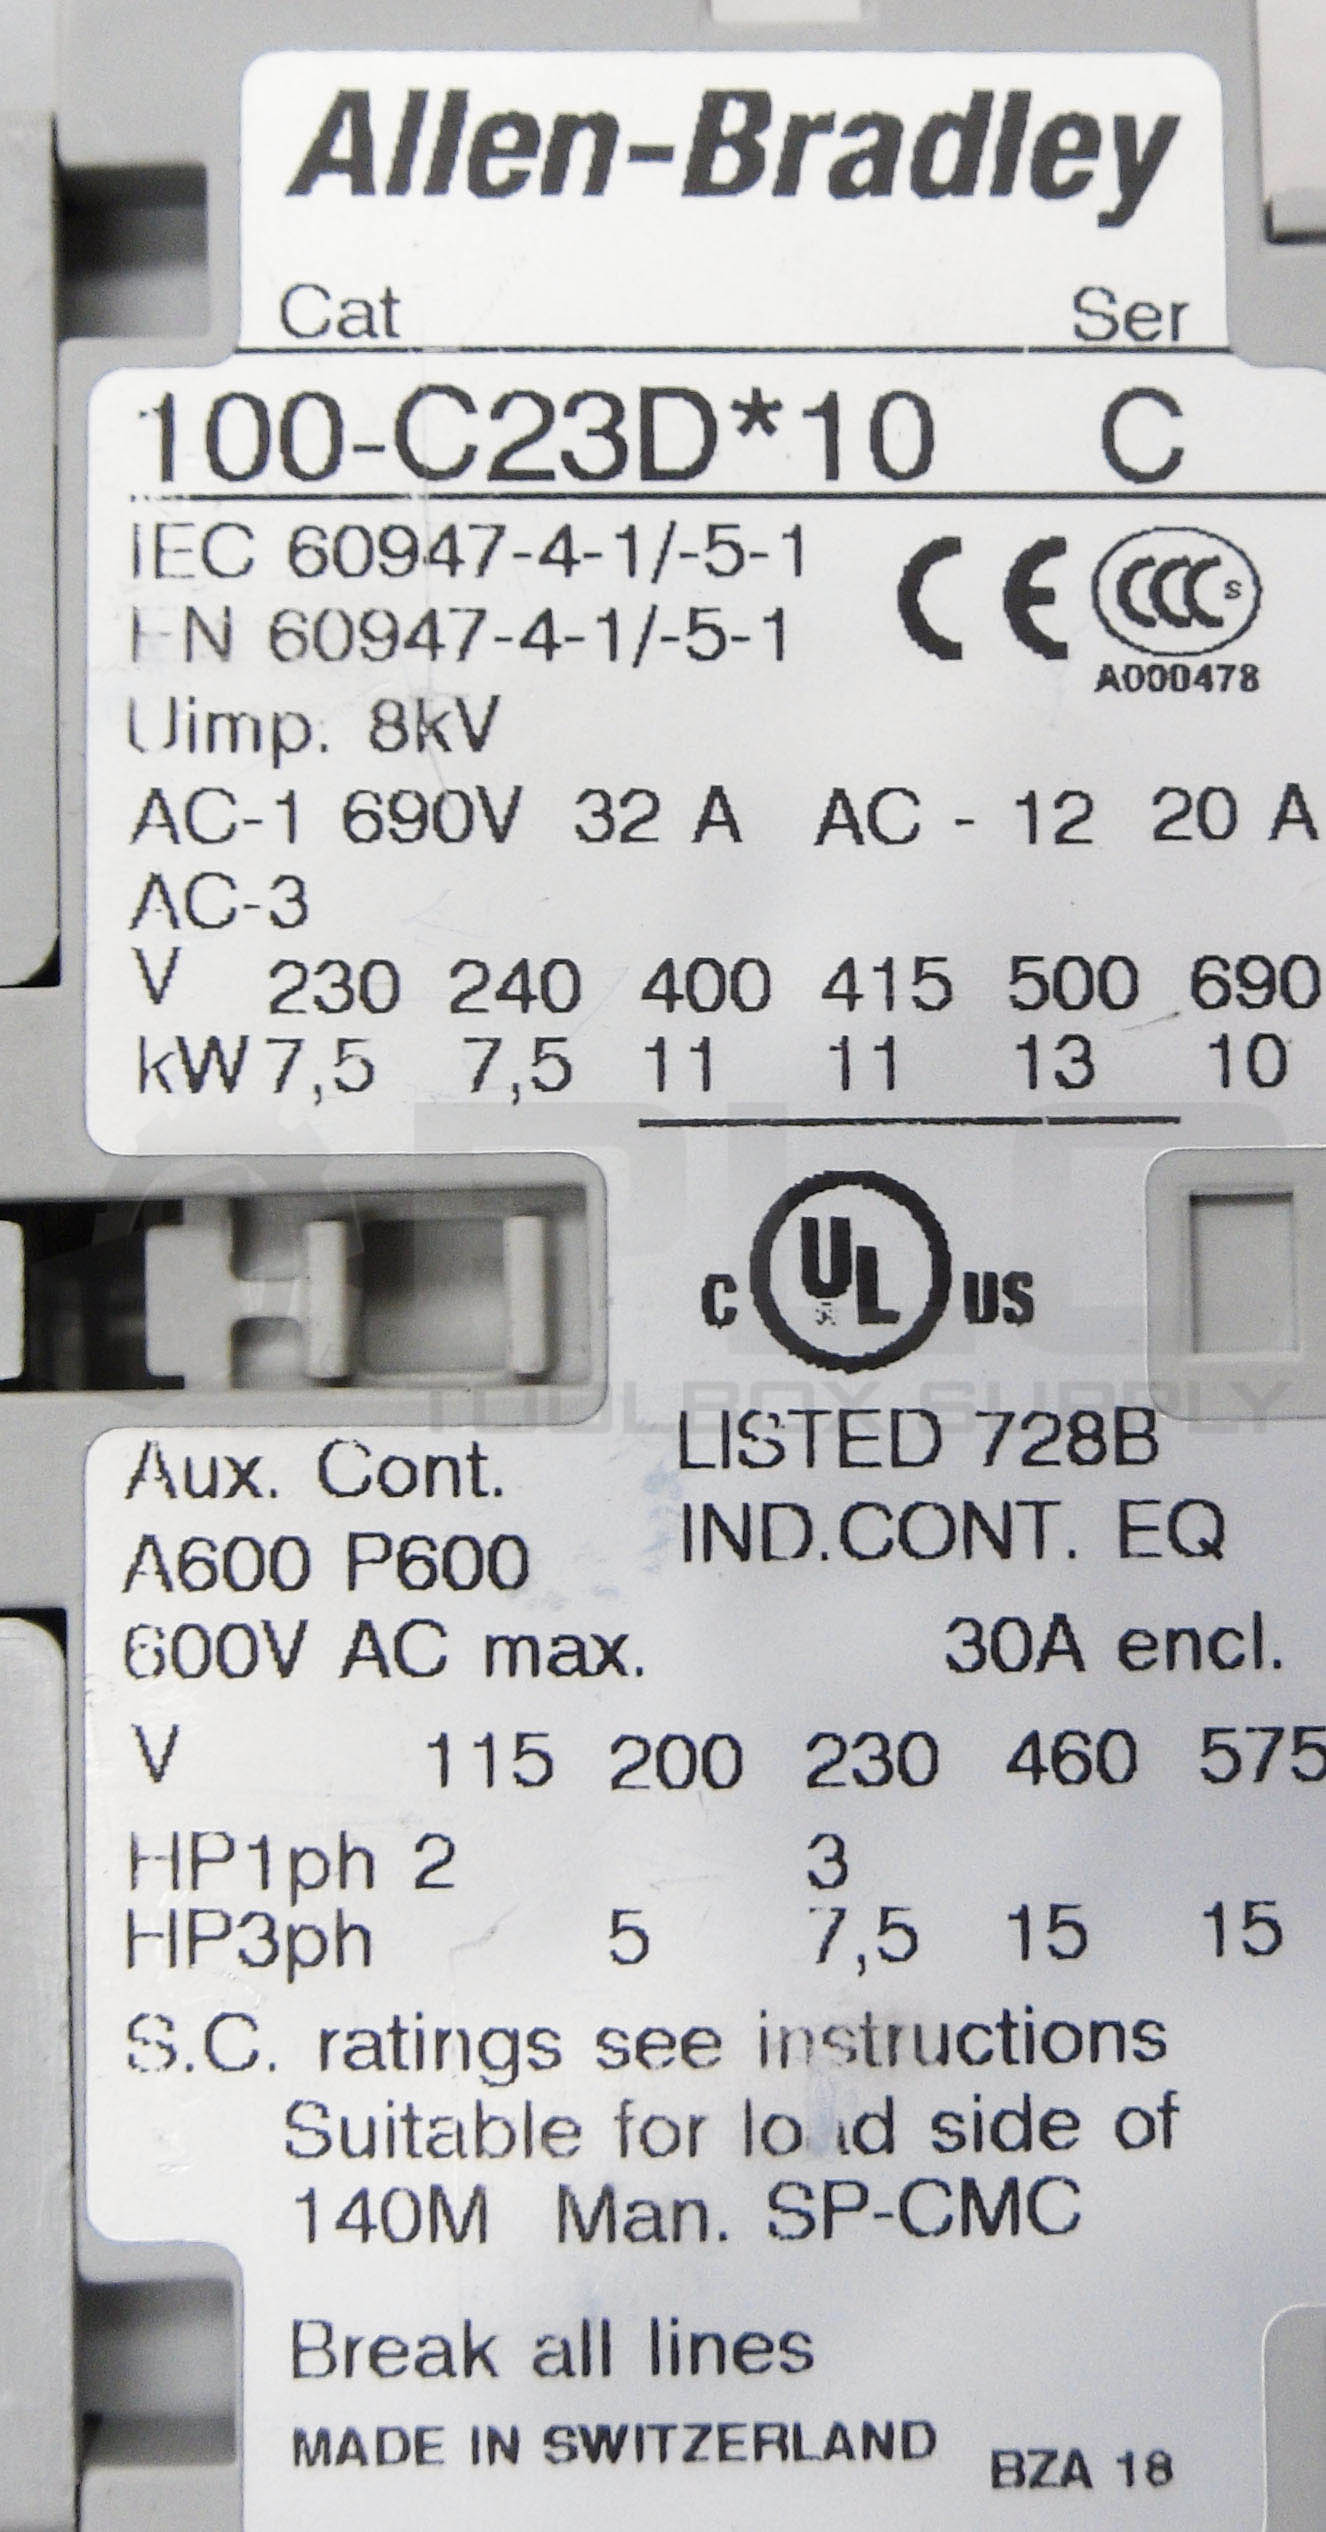 Allen-Bradley
Cat Ser
100-C23D*10 C
IEC 60947-4-1/-5-1
EN 60947-4-1/-5-1
CE
CCC S
A000478
Uimp. 8kV
AC-1 690V 32 A AC - 12 20 A
AC-3
V 230 240 400 415 500 690
kW 7,5 7,5 11 11 13 10
C UL US
TOOLBOX SUPPLY
LISTED 728B
IND.CONT. EQ
Aux. Cont.
A600 P600
600V AC max. 30A encl.
V 115 200 230 460 575
HP1ph 2 3
HP3ph 5 7,5 15 15
S.C. ratings see instructions
Suitable for load side of
140M Man. SP-CMC
Break all lines
MADE IN SWITZERLAND BZA 18